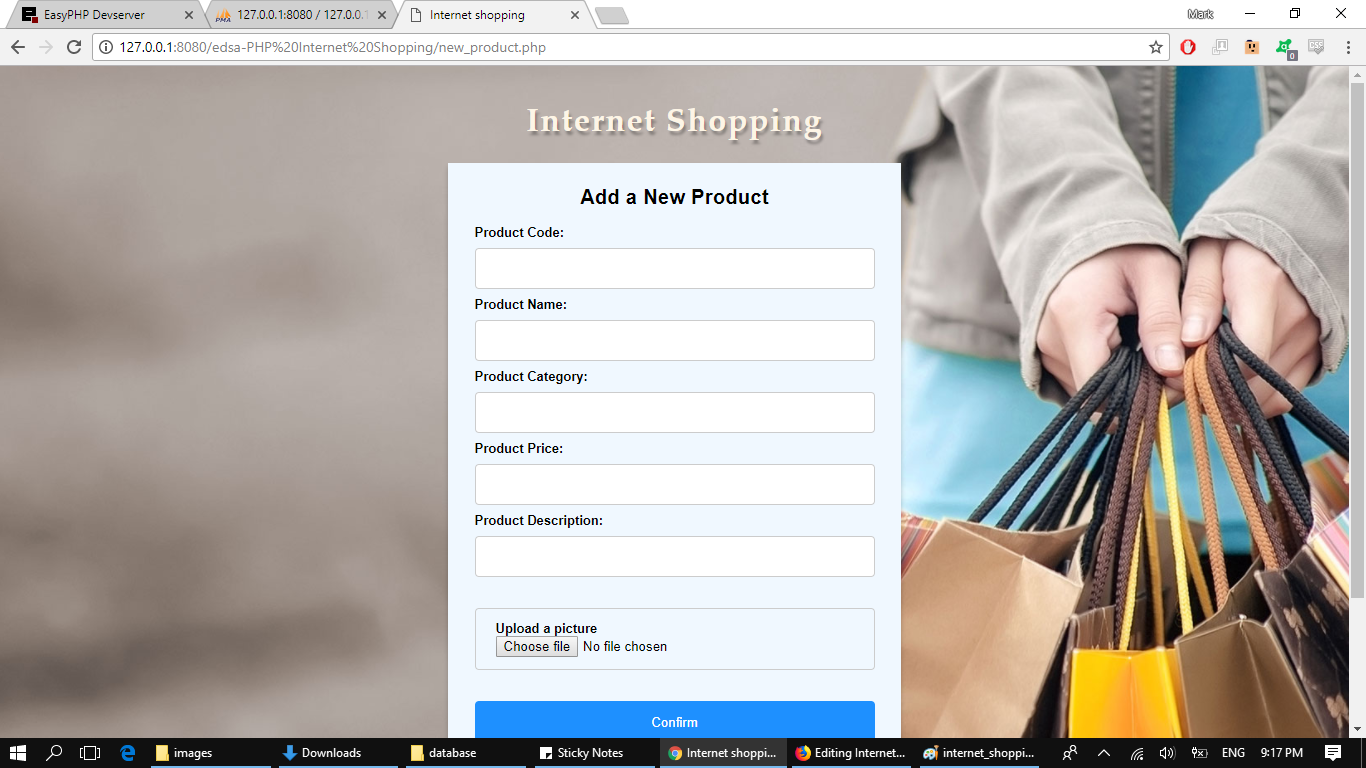 EasyPHP Devserver
127.0.0.1:8080 / 127.0.0.1
Internet shopping
Mark
127.0.0.1:8080/edsa-PHP%20Internet%20Shopping/new_product.php
0
Internet Shopping
Add a New Product
Product Code:
Product Name:
Product Category:
Product Price:
Product Description:
Upload a picture
Choose file No file chosen
Confirm
images
Downloads
database
Sticky Notes
Internet shoppi...
Editing Internet...
internet_shoppi...
ENG
9:17 PM